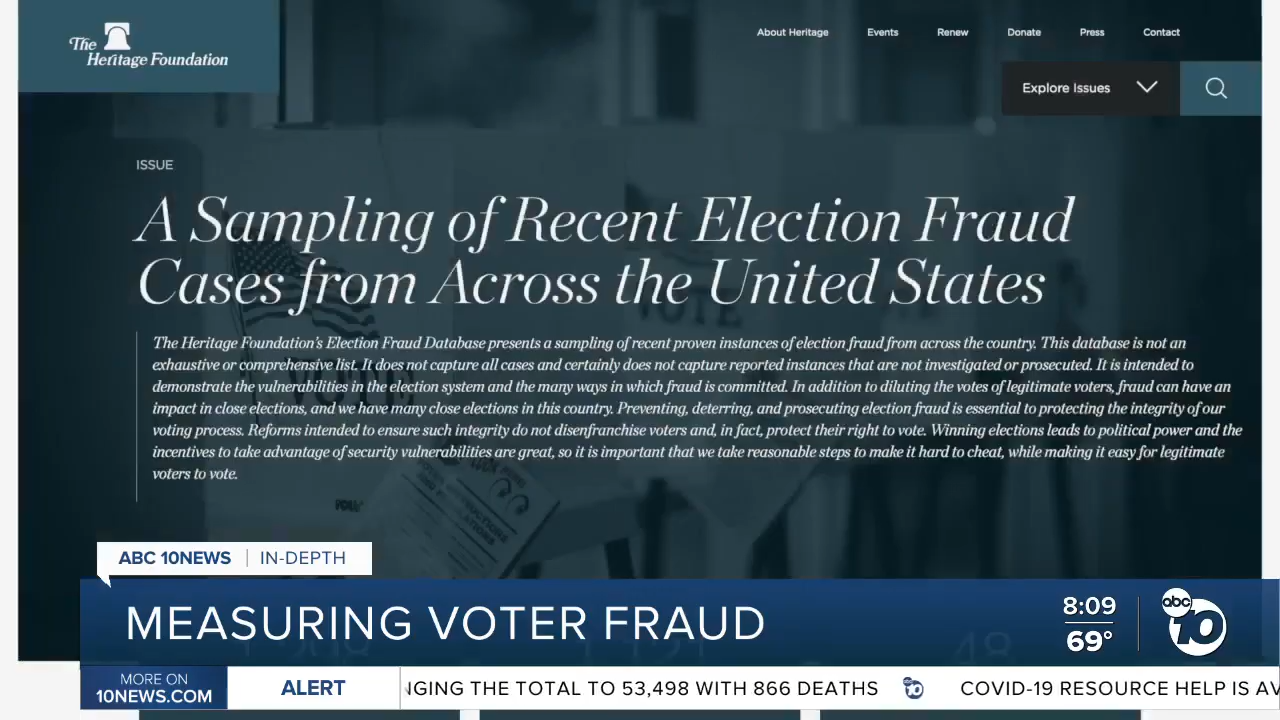 The
Heritage Foundation
About Heritage Events Renew Donate Press Contact
Explore Issues
ISSUE
A Sampling of Recent Election Fraud
Cases from Across the United States
The Heritage Foundation's Election Fraud Database presents a sampling of recent proven instances of election fraud from across the country. This database is not an
exhaustive or comprehensive list. It does not capture all cases and certainly does not capture reported instances that are not investigated or prosecuted. It is intended to
demonstrate the vulnerabilities in the election system and the many ways in which fraud is committed. In addition to diluting the votes of legitimate voters, fraud can have an
impact in close elections, and we have many close elections in this country. Preventing, deterring, and prosecuting election fraud is essential to protecting the integrity of our
voting process. Reforms intended to ensure such integrity do not disenfranchise voters and, in fact, protect their right to vote. Winning elections leads to political power and the
incentives to take advantage of security vulnerabilities are great, so it is important that we take reasonable steps to make it hard to cheat, while making it easy for legitimate
voters to vote.
VOTE
VOTE
ABC 10NEWS IN-DEPTH
MEASURING VOTER FRAUD
8:09
69°
abc 10
MORE ON
10NEWS.COM
ALERT
NGING THE TOTAL TO 53,498 WITH 866 DEATHS abc 10 COVID-19 RESOURCE HELP IS AV